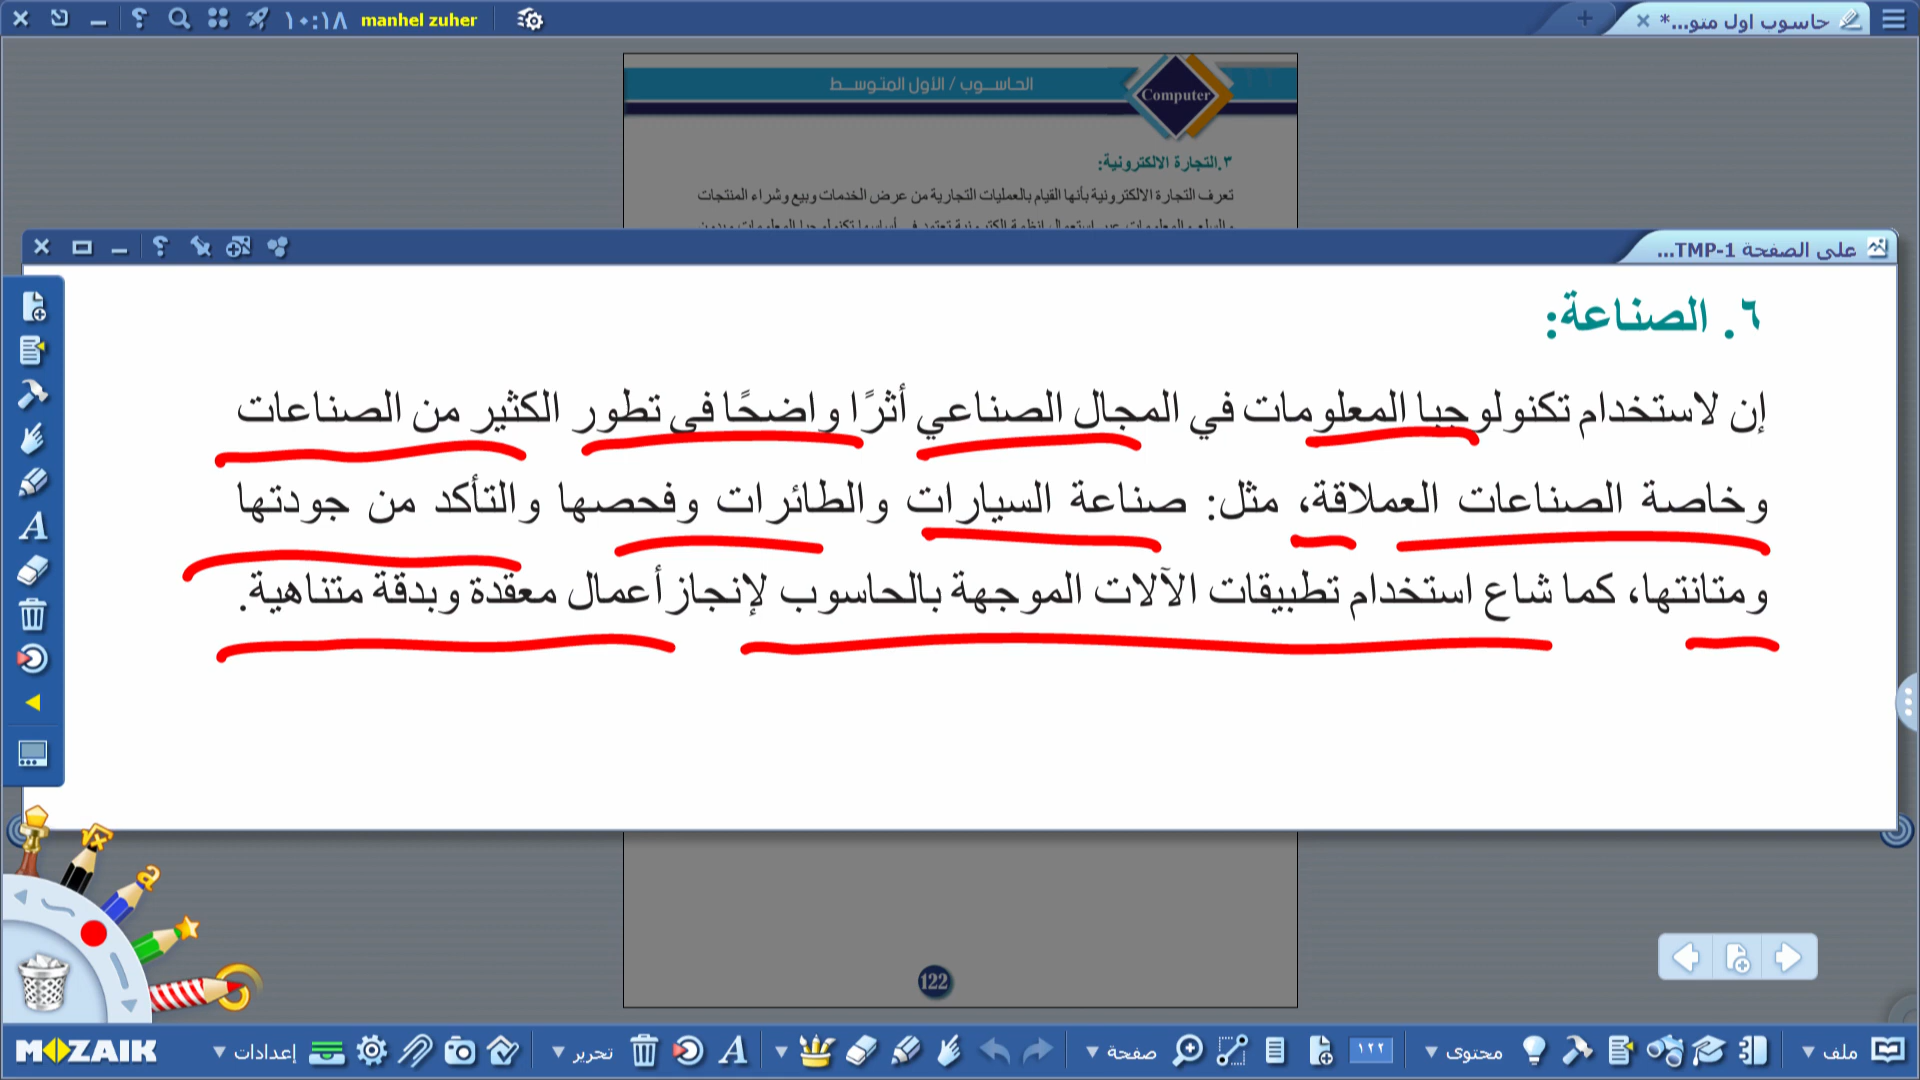 manhel zuher ١٠:١٨
حاسوب اول متو...*
الحاسوب / الأول المتوسط
Computer
٣.التجارة الالكترونية:
تعرف التجارة الالكترونية بأنها القيام بالعمليات التجارية من عرض الخدمات وبيع وشراء المنتجات
على الصفحة TMP-1...
٦. الصناعة:
إن لاستخدام تكنولوجيا المعلومات في المجال الصناعي أثرًا واضحًا في تطور الكثير من الصناعات
وخاصة الصناعات العملاقة، مثل: صناعة السيارات والطائرات وفحصها والتأكد من جودتها
ومتانتها، كما شاع استخدام تطبيقات الآلات الموجهة بالحاسوب لإنجاز أعمال معقدة وبدقة متناهية.
122
ملف محتوى ١٢٢ صفحة تحرير إعدادات MOZAIK